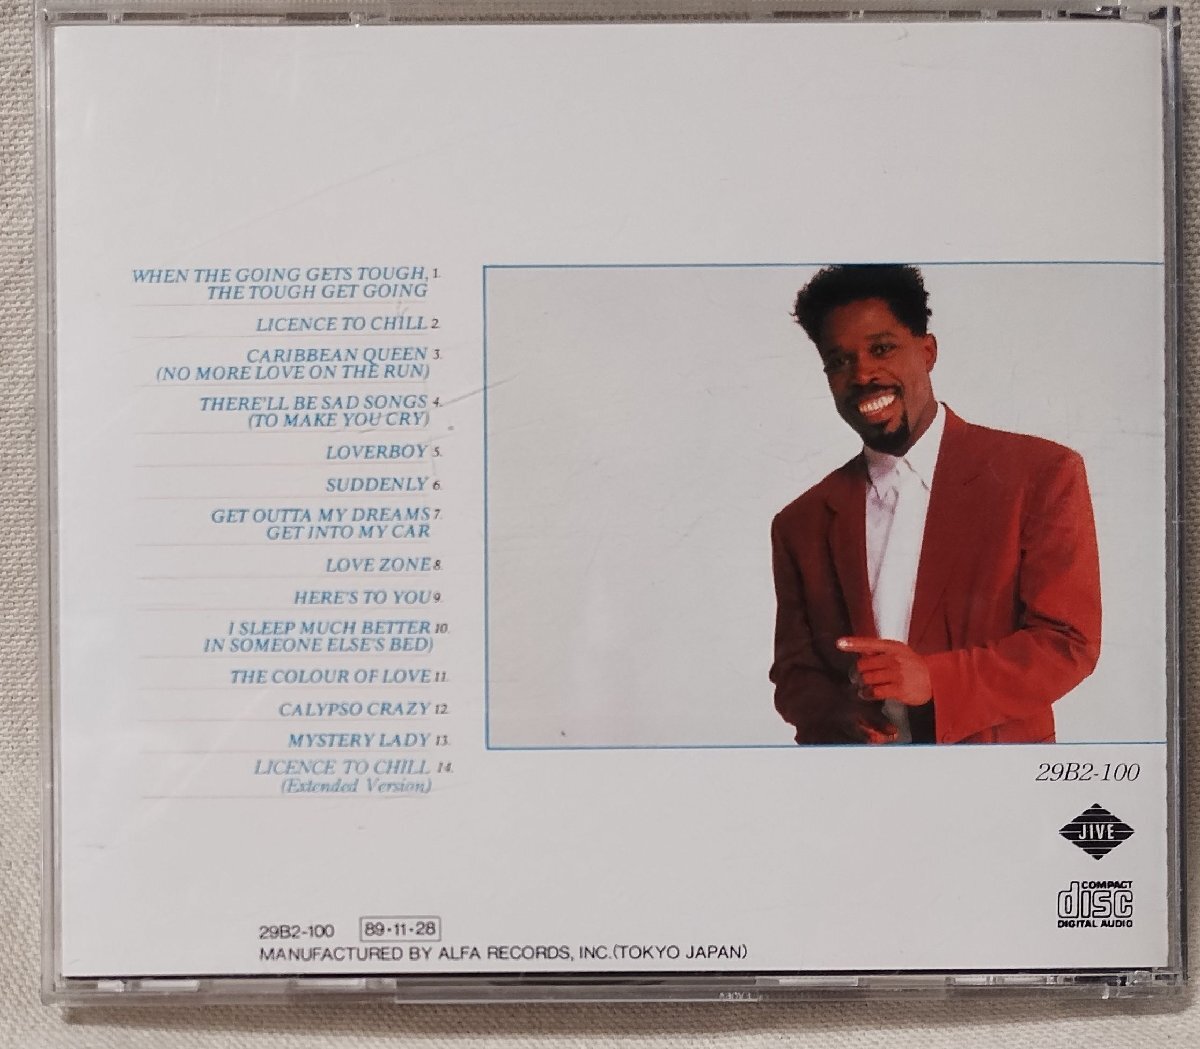 WHEN THE GOING GETS TOUGH, 1.
THE TOUGH GET GOING
LICENCE TO CHILL 2.
CARIBBEAN QUEEN 3.
(NO MORE LOVE ON THE RUN)
THERE'LL BE SAD SONGS 4.
(TO MAKE YOU CRY)
LOVERBOY 5.
SUDDENLY 6.
GET OUTTA MY DREAMS 7.
GET INTO MY CAR
LOVE ZONE 8.
HERE'S TO YOU 9.
I SLEEP MUCH BETTER 10.
IN SOMEONE ELSE'S BED)
THE COLOUR OF LOVE 11.
CALYPSO CRAZY 12.
MYSTERY LADY 13.
LICENCE TO CHILL 14.
(Extended Version)
29B2-100
JIVE
COMPACT
disc
DIGITAL AUDIO
29B2-100 89·11·28
MANUFACTURED BY ALFA RECORDS, INC.(TOKYO JAPAN)